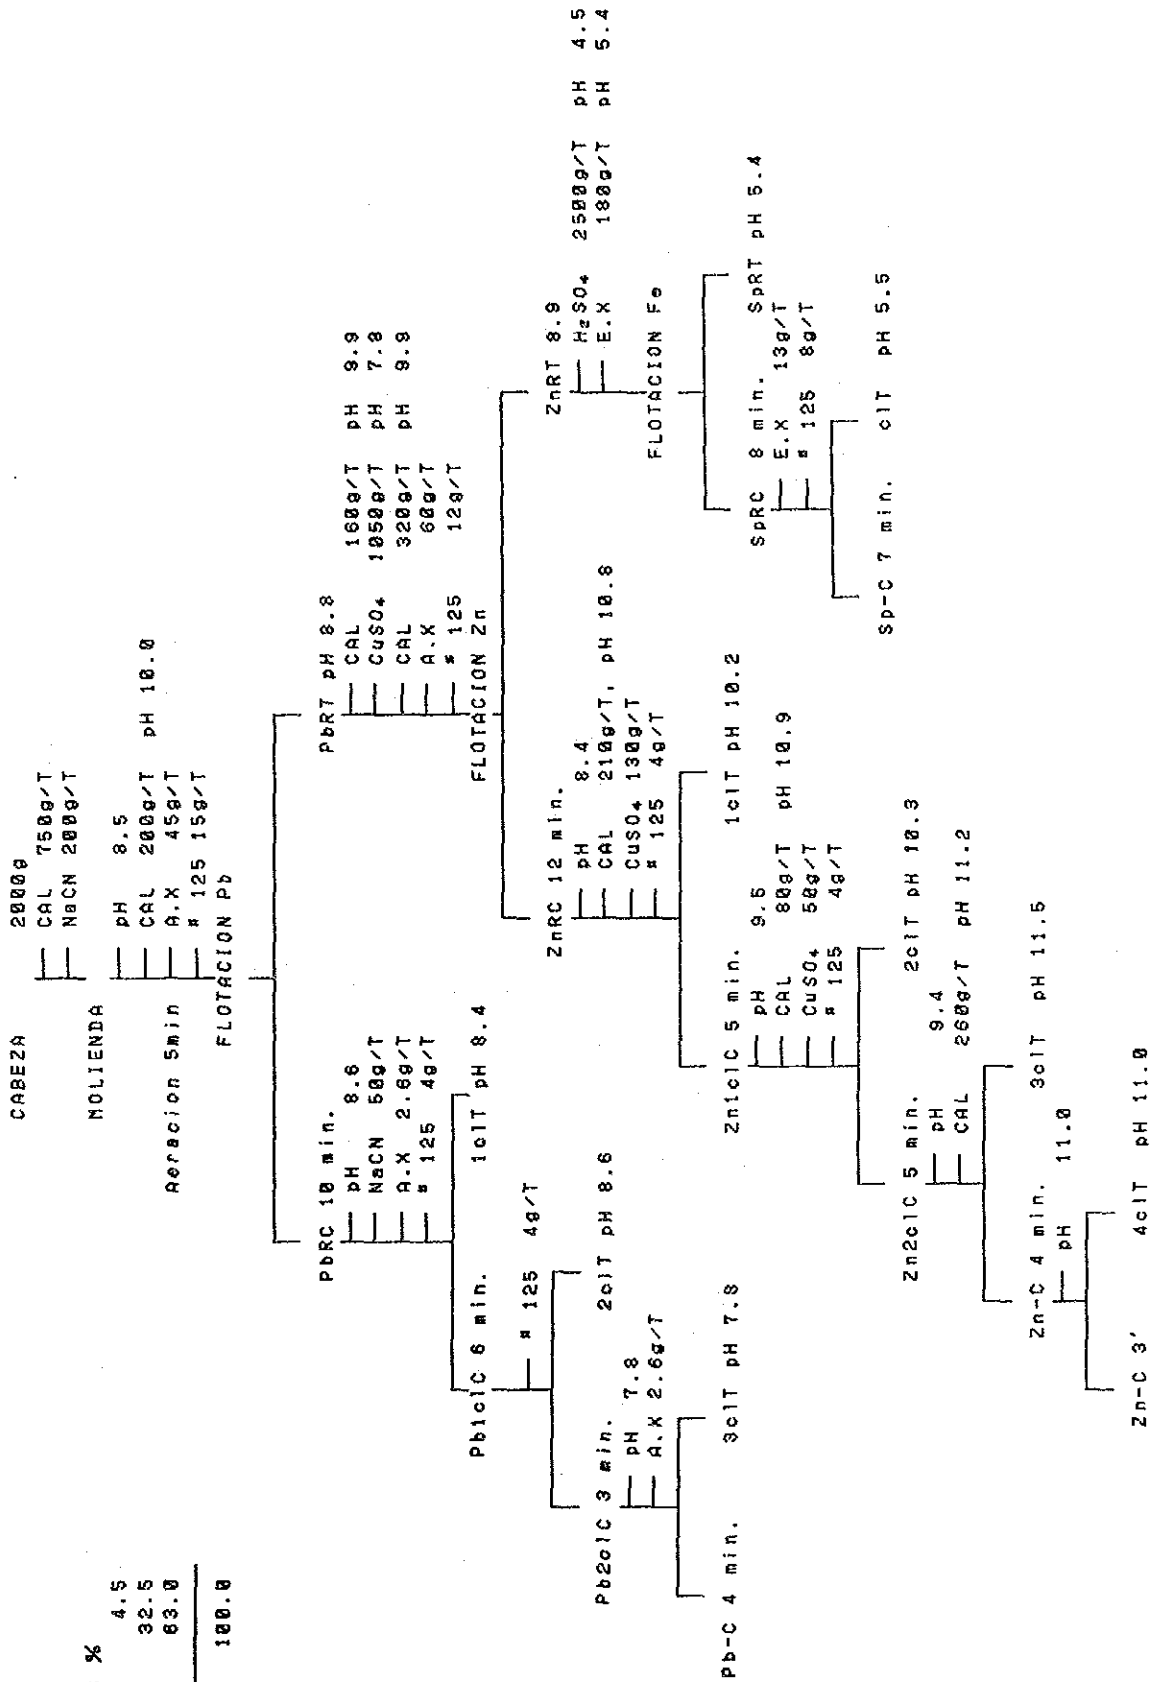 CABEZA 2000g
CAL 750g/T
NaCN 200g/T
MOLIENDA
pH 8.5
CAL 200g/T pH 10.0
Aeracion 5min
A.X 45g/T
# 125 15g/T
FLOTACION Pb
%
4.5
32.5
63.0
100.0
PbRC 10 min.
pH 8.6
NaCN 50g/T
A.X 2.6g/T
# 125 4g/T
PbRT pH 8.8
CAL 160g/T pH 9.9
CuSO₄ 1050g/T pH 7.8
CAL 320g/T pH 9.9
A.X 60g/T
# 125 12g/T
FLOTACION Zn
Pb1clC 6 min.
1clT pH 8.4
# 125 4g/T
Pb2clC 3 min.
2clT pH 8.6
pH 7.8
A.X 2.6g/T
Pb-C 4 min.
3clT pH 7.8
ZnRC 12 min.
pH 8.4
CAL 210g/T, pH 10.8
CuSO₄ 130g/T
# 125 4g/T
ZnRT 8.9
H₂SO₄ 2500g/T pH 4.5
E.X 180g/T pH 5.4
FLOTACION Fe
Zn1clC 5 min.
1clT pH 10.2
pH 9.5
CAL 80g/T pH 10.9
CuSO₄ 50g/T
# 125 4g/T
SpRC 8 min.
SpRT pH 5.4
E.X 13g/T
# 125 8g/T
Sp-C 7 min.
clT pH 5.5
Zn2clC 5 min.
2clT pH 10.3
pH 9.4
CAL 260g/T pH 11.2
Zn-C 4 min.
3clT pH 11.5
pH 11.0
Zn-C 3'
4clT pH 11.0